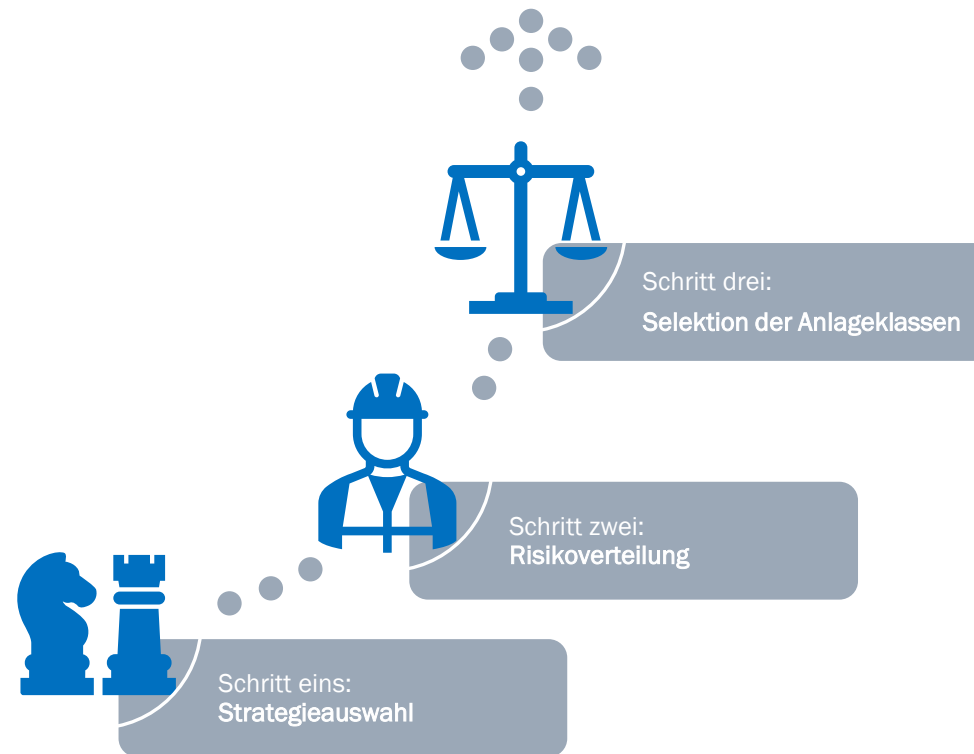 Schritt drei:
Selektion der Anlageklassen
Schritt zwei:
Risikoverteilung
Schritt eins:
Strategieauswahl